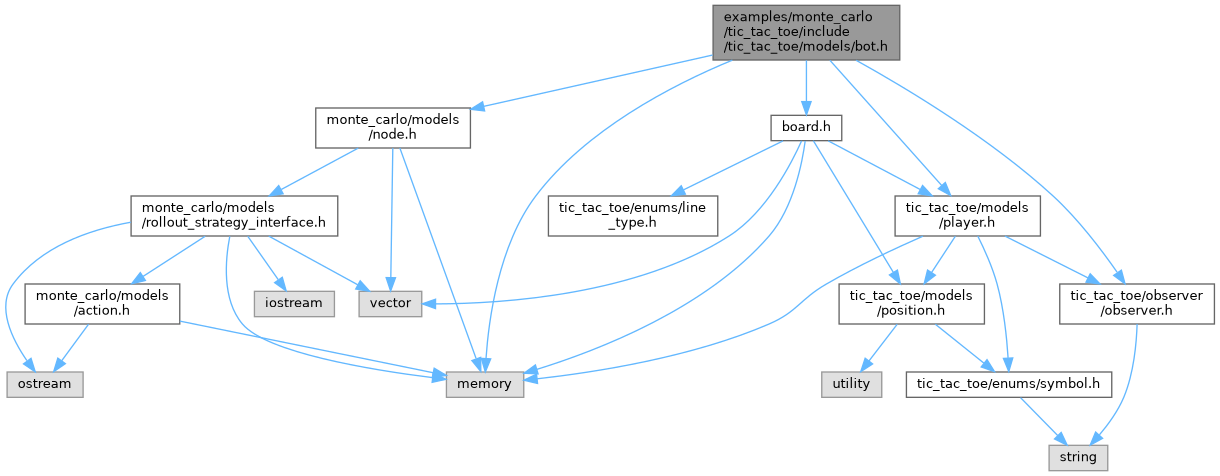 examples/monte_carlo
/tic_tac_toe/include
/tic_tac_toe/models/bot.h
monte_carlo/models
/node.h
board.h
monte_carlo/models
/rollout_strategy_interface.h
tic_tac_toe/enums/line
_type.h
tic_tac_toe/models
/player.h
monte_carlo/models
/action.h
iostream
vector
tic_tac_toe/models
/position.h
tic_tac_toe/observer
/observer.h
ostream
memory
utility
tic_tac_toe/enums/symbol.h
string